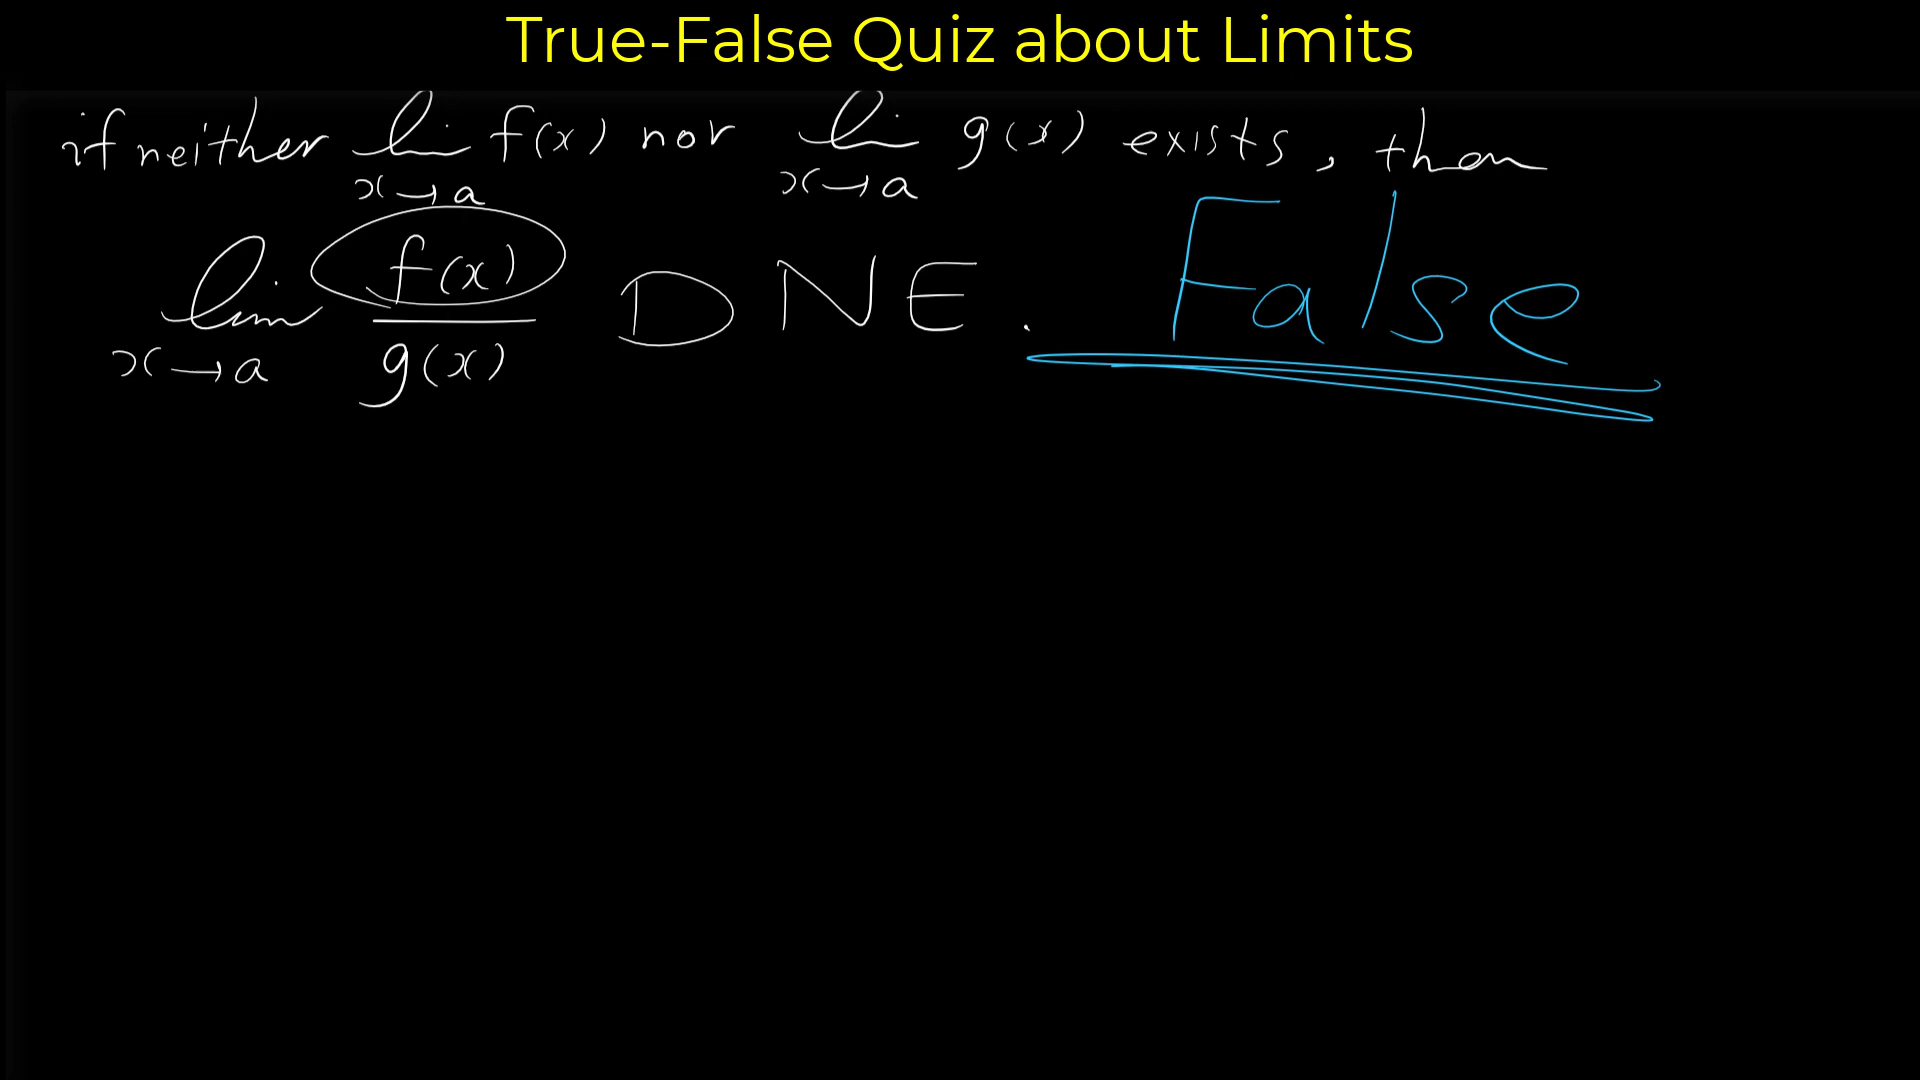 True-False Quiz about Limits
if neither lim x→a f(x) nor lim x→a g(x) exists, then
lim x→a f(x)/g(x) DNE. False